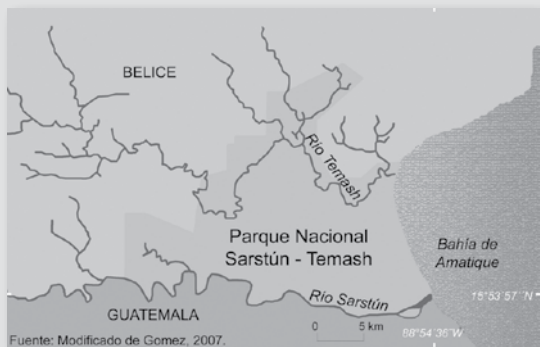 BELICE
Río Temash
Parque Nacional
Sarstún - Temash
Bahía de
Amatique
Río Sarstún
15°53´57¨N
GUATEMALA
0 5 km
88°54´36¨W
Fuente: Modificado de Gomez, 2007.